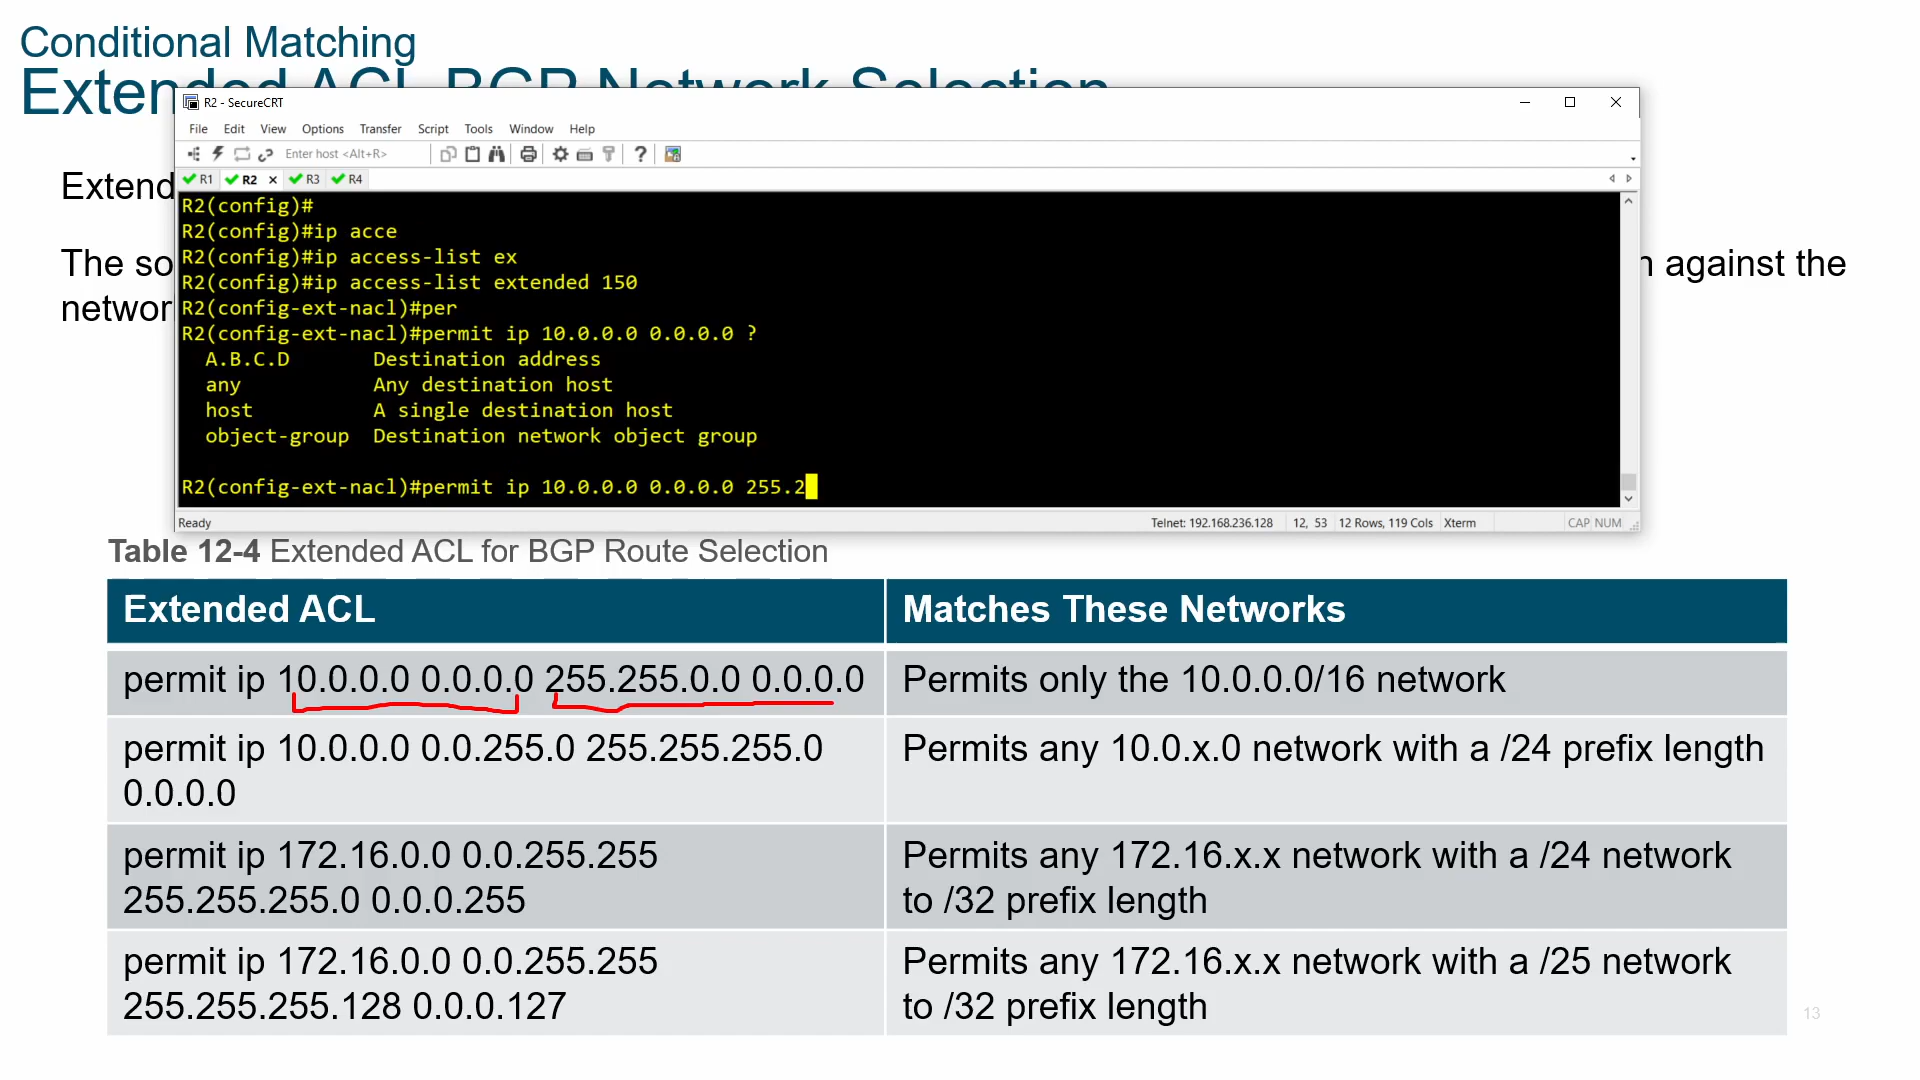 Conditional Matching
Extended ACL BGP Network Selection
R2 - SecureCRT
File Edit View Options Transfer Script Tools Window Help
Enter host <Alt+R>
R1 R2 R3 R4
Extend
R2(config)#
R2(config)#ip acce
R2(config)#ip access-list ex
The so
n against the
R2(config)#ip access-list extended 150
networ
R2(config-ext-nacl)#per
R2(config-ext-nacl)#permit ip 10.0.0.0 0.0.0.0 ?
A.B.C.D Destination address
any Any destination host
host A single destination host
object-group Destination network object group
R2(config-ext-nacl)#permit ip 10.0.0.0 0.0.0.0 255.2
Ready Telnet: 192.168.236.128 12, 53 12 Rows, 119 Cols Xterm CAP NUM
Table 12-4 Extended ACL for BGP Route Selection
Extended ACL Matches These Networks
permit ip 10.0.0.0 0.0.0.0 255.255.0.0 0.0.0.0 Permits only the 10.0.0.0/16 network
permit ip 10.0.0.0 0.0.255.0 255.255.255.0 Permits any 10.0.x.0 network with a /24 prefix length
0.0.0.0
permit ip 172.16.0.0 0.0.255.255 Permits any 172.16.x.x network with a /24 network
255.255.255.0 0.0.0.255 to /32 prefix length
permit ip 172.16.0.0 0.0.255.255 Permits any 172.16.x.x network with a /25 network
255.255.255.128 0.0.0.127 to /32 prefix length
13